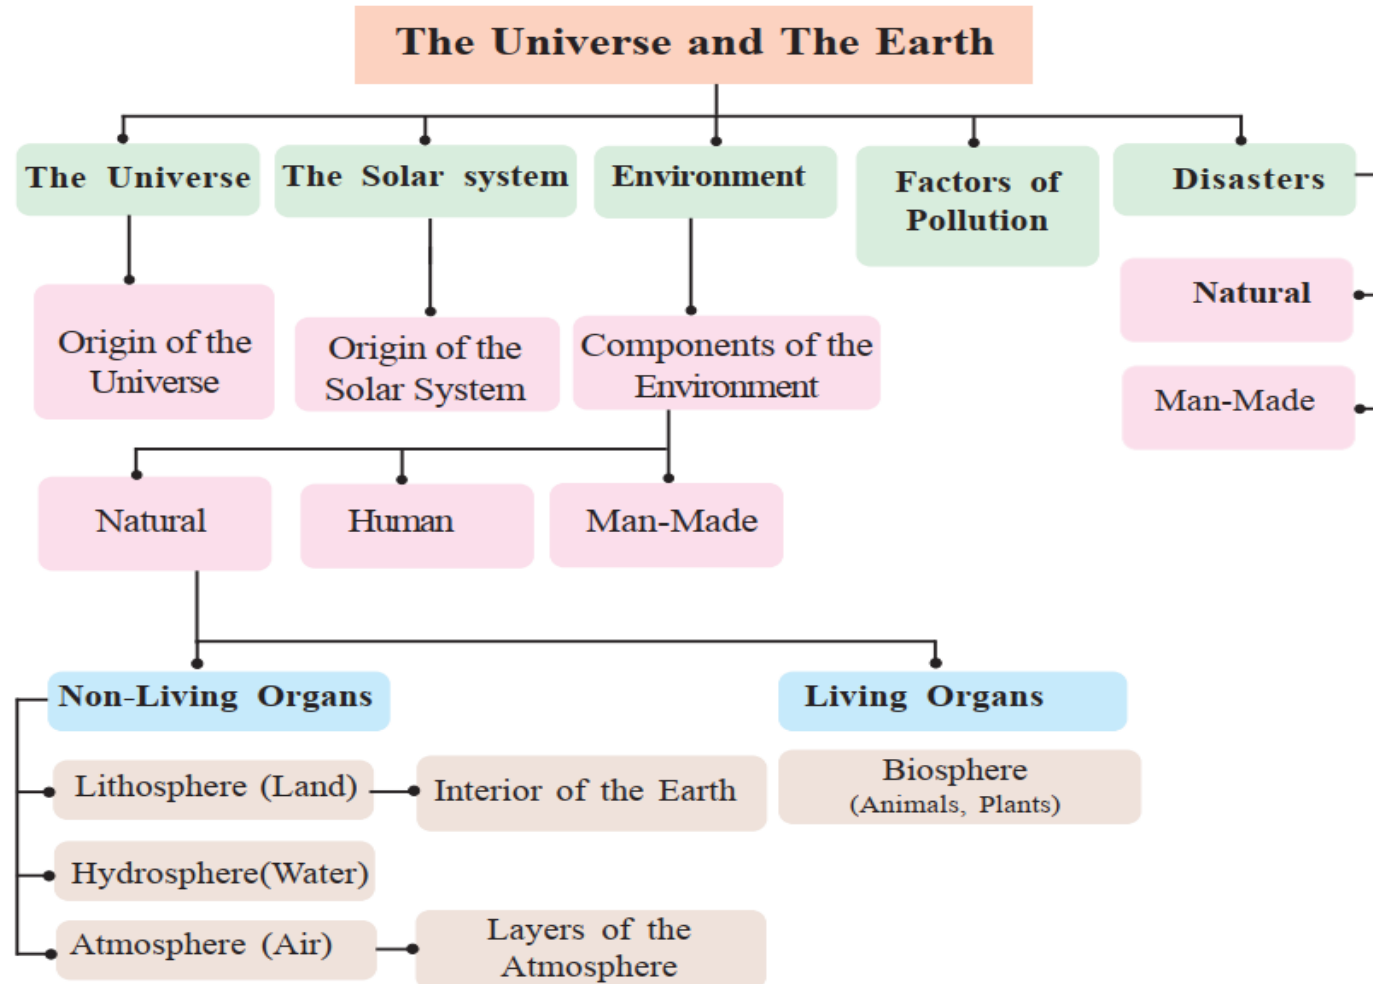 The Universe and The Earth
The Universe
The Solar system
Environment
Factors of
Pollution
Disasters
Origin of the
Universe
Origin of the
Solar System
Components of the
Environment
Natural
Man-Made
Natural
Human
Man-Made
Non-Living Organs
Living Organs
Lithosphere (Land)
Interior of the Earth
Biosphere
(Animals, Plants)
Hydrosphere(Water)
Atmosphere (Air)
Layers of the
Atmosphere